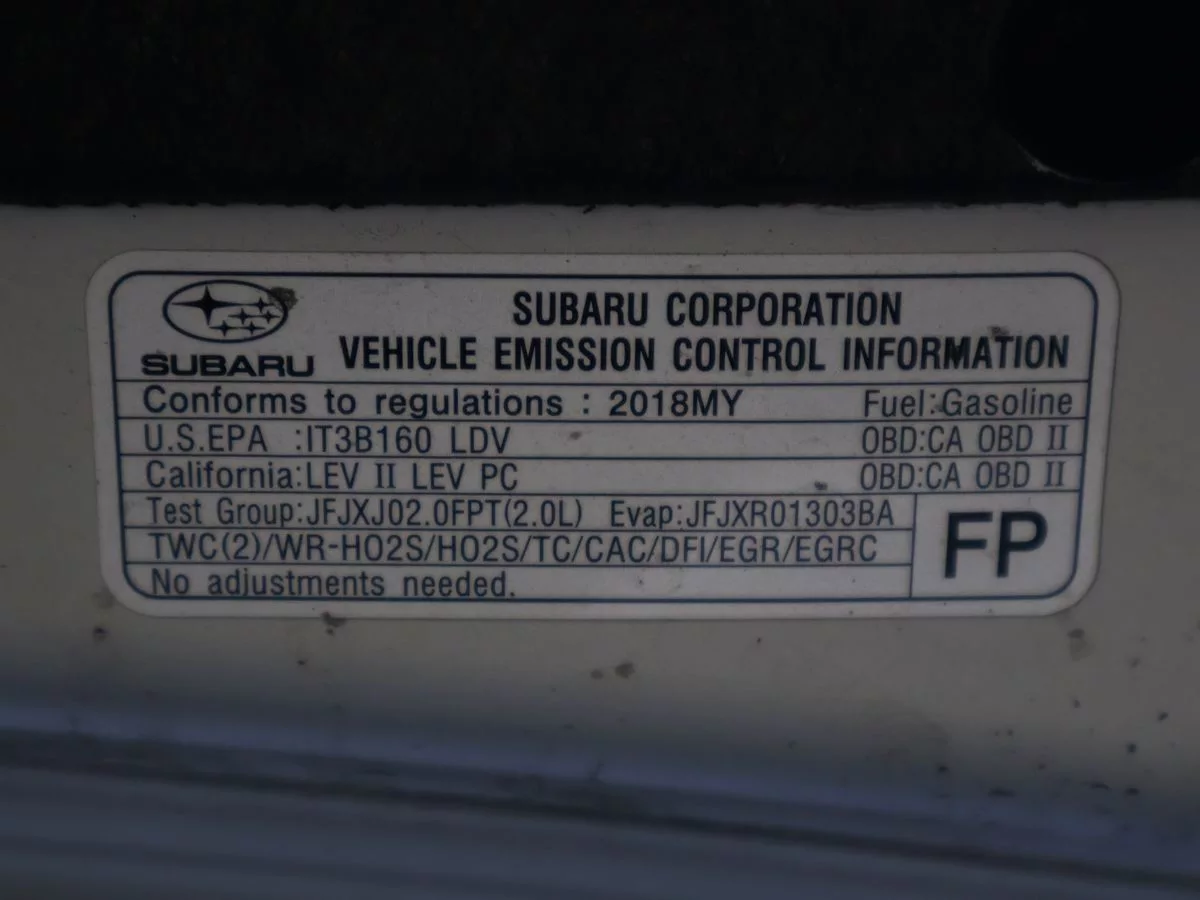 SUBARU CORPORATION
SUBARU VEHICLE EMISSION CONTROL INFORMATION
Conforms to regulations : 2018MY Fuel:Gasoline
U.S.EPA :IT3B160 LDV OBD:CA OBD II
California:LEV II LEV PC OBD:CA OBD II
Test Group:JFJXJ02.0FPT(2.0L) Evap:JFJXR01303BA
TWC(2)/WR-HO2S/HO2S/TC/CAC/DFI/EGR/EGRC
FP
No adjustments needed.